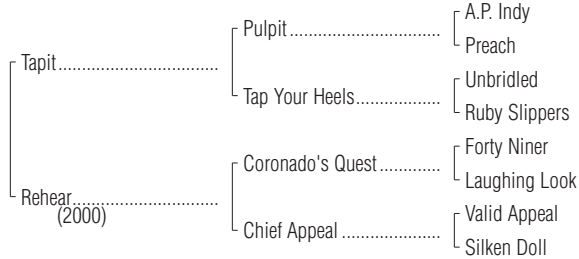 A.P. Indy
Pulpit
Preach
Tapit
Unbridled
Tap Your Heels
Ruby Slippers
Forty Niner
Coronado's Quest
Laughing Look
Rehear
(2000)
Valid Appeal
Chief Appeal
Silken Doll